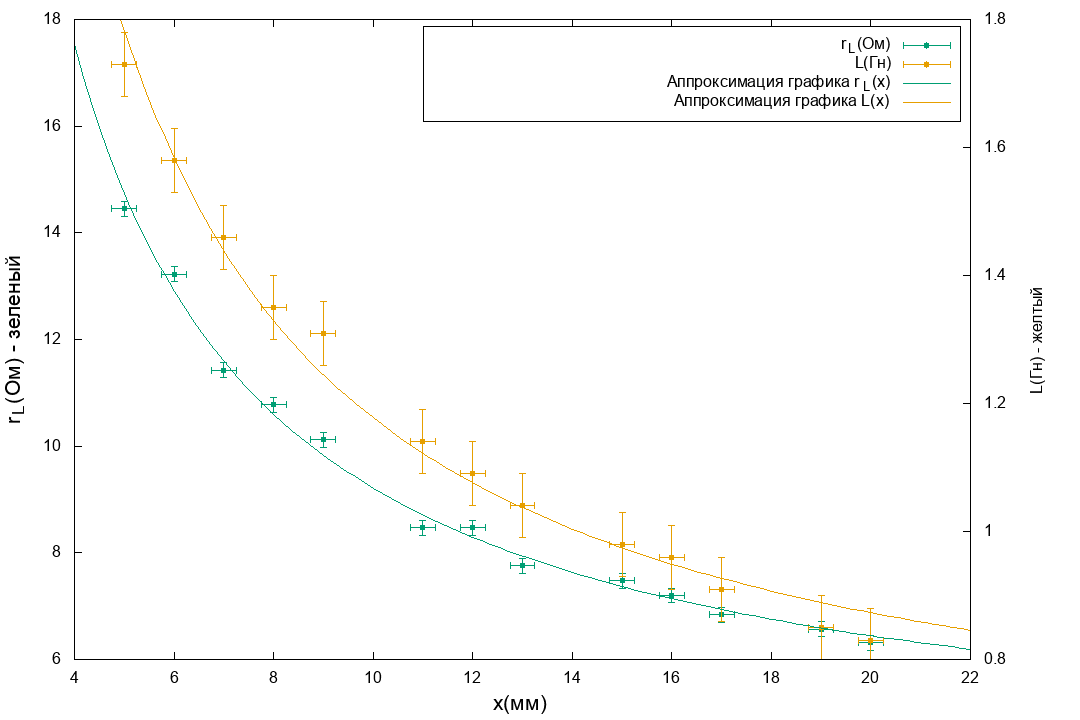 18
16
14
12
10
8
6
1.8
1.6
1.4
1.2
1
0.8
4 6 8 10 12 14 16 18 20 22
x(мм)
r_L(Ом) - зеленый
L(Гн) - желтый
r_L(Ом)
L(Гн)
Аппроксимация графика r_L(x)
Аппроксимация графика L(x)